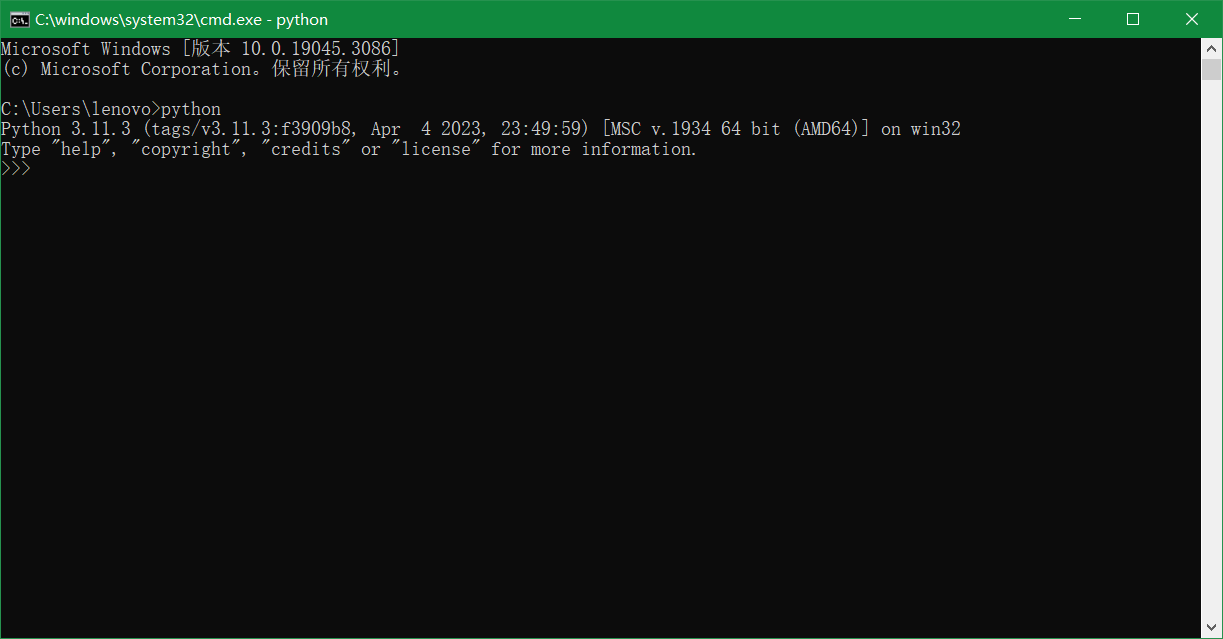 C:\windows\system32\cmd.exe - python
Microsoft Windows [版本 10.0.19045.3086]
(c) Microsoft Corporation。保留所有权利。
C:\Users\lenovo>python
Python 3.11.3 (tags/v3.11.3:f3909b8, Apr  4 2023, 23:49:59) [MSC v.1934 64 bit (AMD64)] on win32
Type "help", "copyright", "credits" or "license" for more information.
>>>